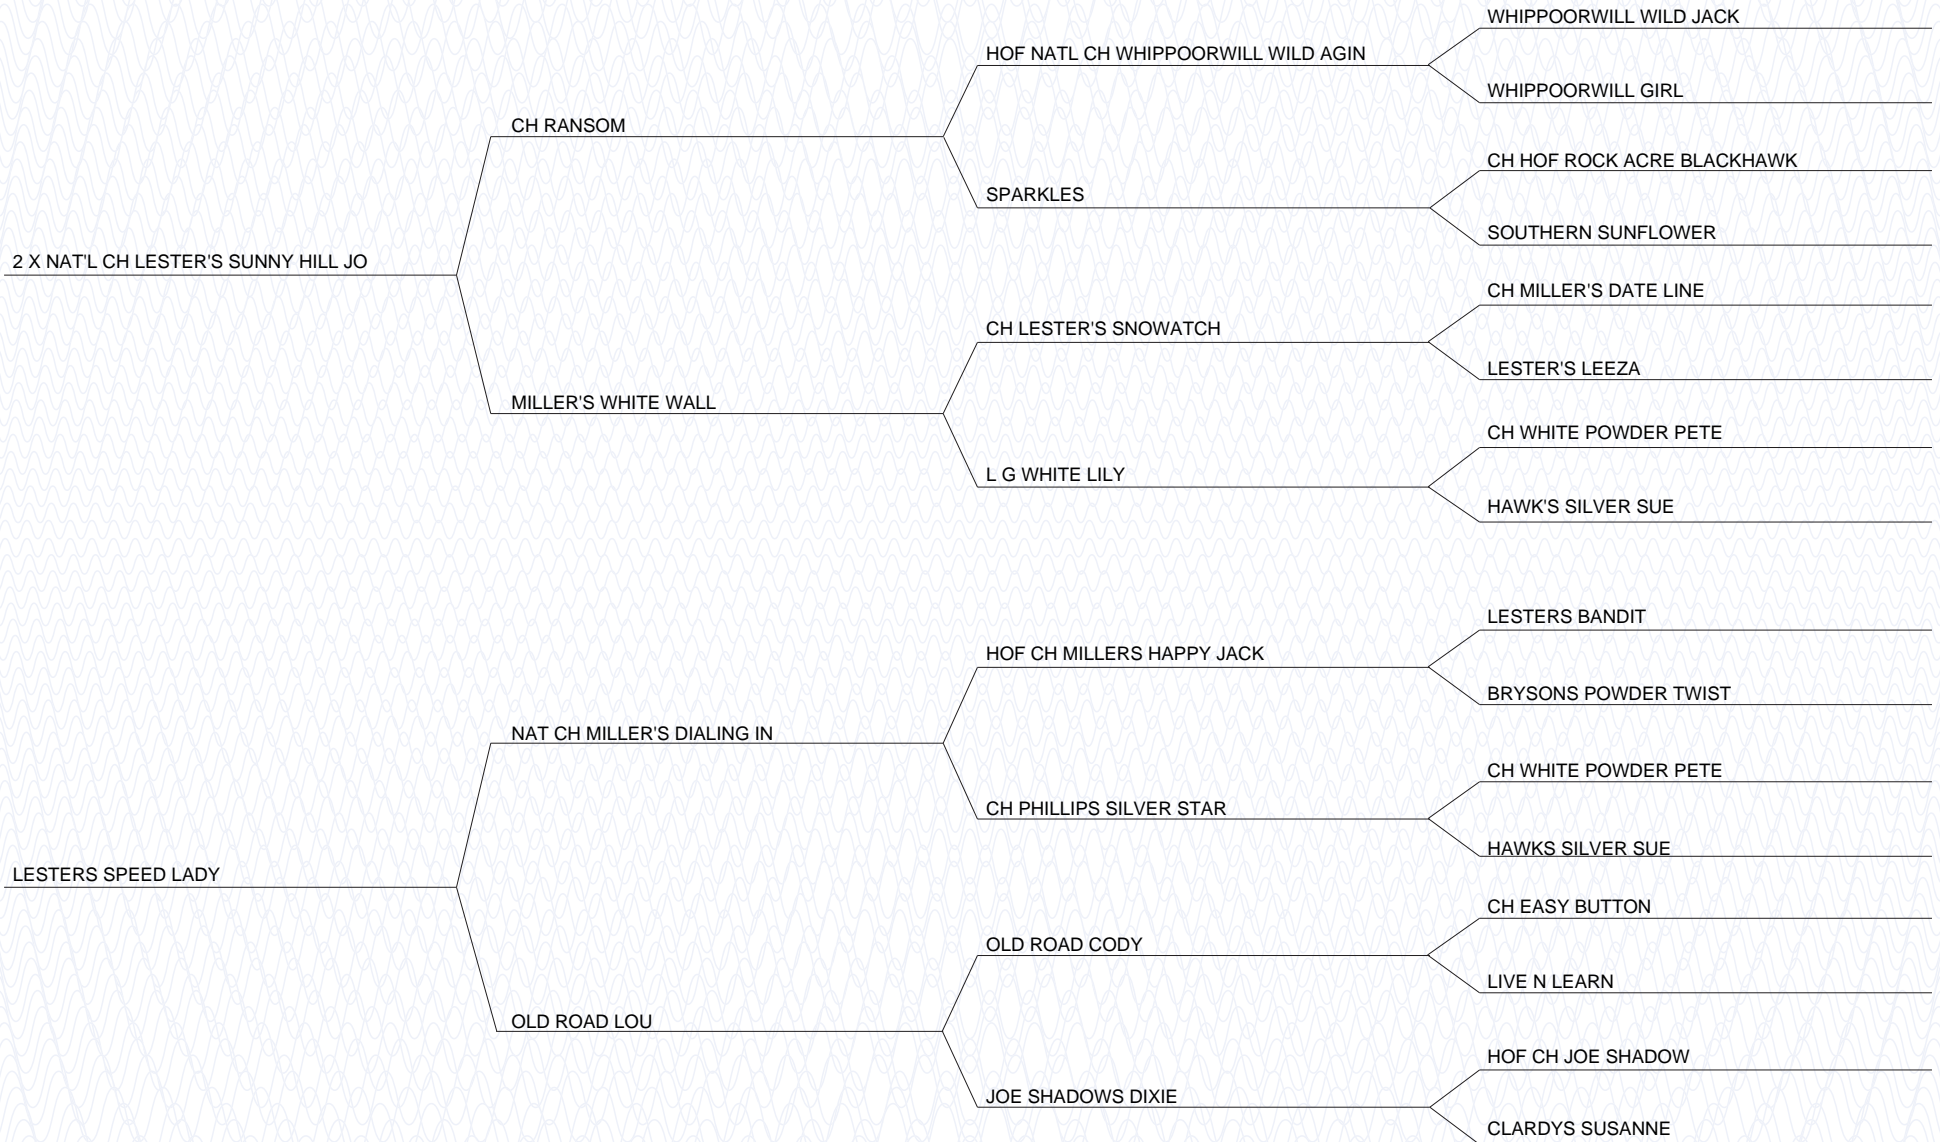 WHIPPOORWILL WILD JACK
HOF NATL CH WHIPPOORWILL WILD AGIN
WHIPPOORWILL GIRL
CH RANSOM
CH HOF ROCK ACRE BLACKHAWK
SPARKLES
SOUTHERN SUNFLOWER
2 X NAT'L CH LESTER'S SUNNY HILL JO
CH MILLER'S DATE LINE
CH LESTER'S SNOWATCH
LESTER'S LEEZA
MILLER'S WHITE WALL
CH WHITE POWDER PETE
L G WHITE LILY
HAWK'S SILVER SUE
LESTERS BANDIT
HOF CH MILLERS HAPPY JACK
BRYSONS POWDER TWIST
NAT CH MILLER'S DIALING IN
CH WHITE POWDER PETE
CH PHILLIPS SILVER STAR
HAWKS SILVER SUE
LESTERS SPEED LADY
CH EASY BUTTON
OLD ROAD CODY
LIVE N LEARN
OLD ROAD LOU
HOF CH JOE SHADOW
JOE SHADOWS DIXIE
CLARDYS SUSANNE